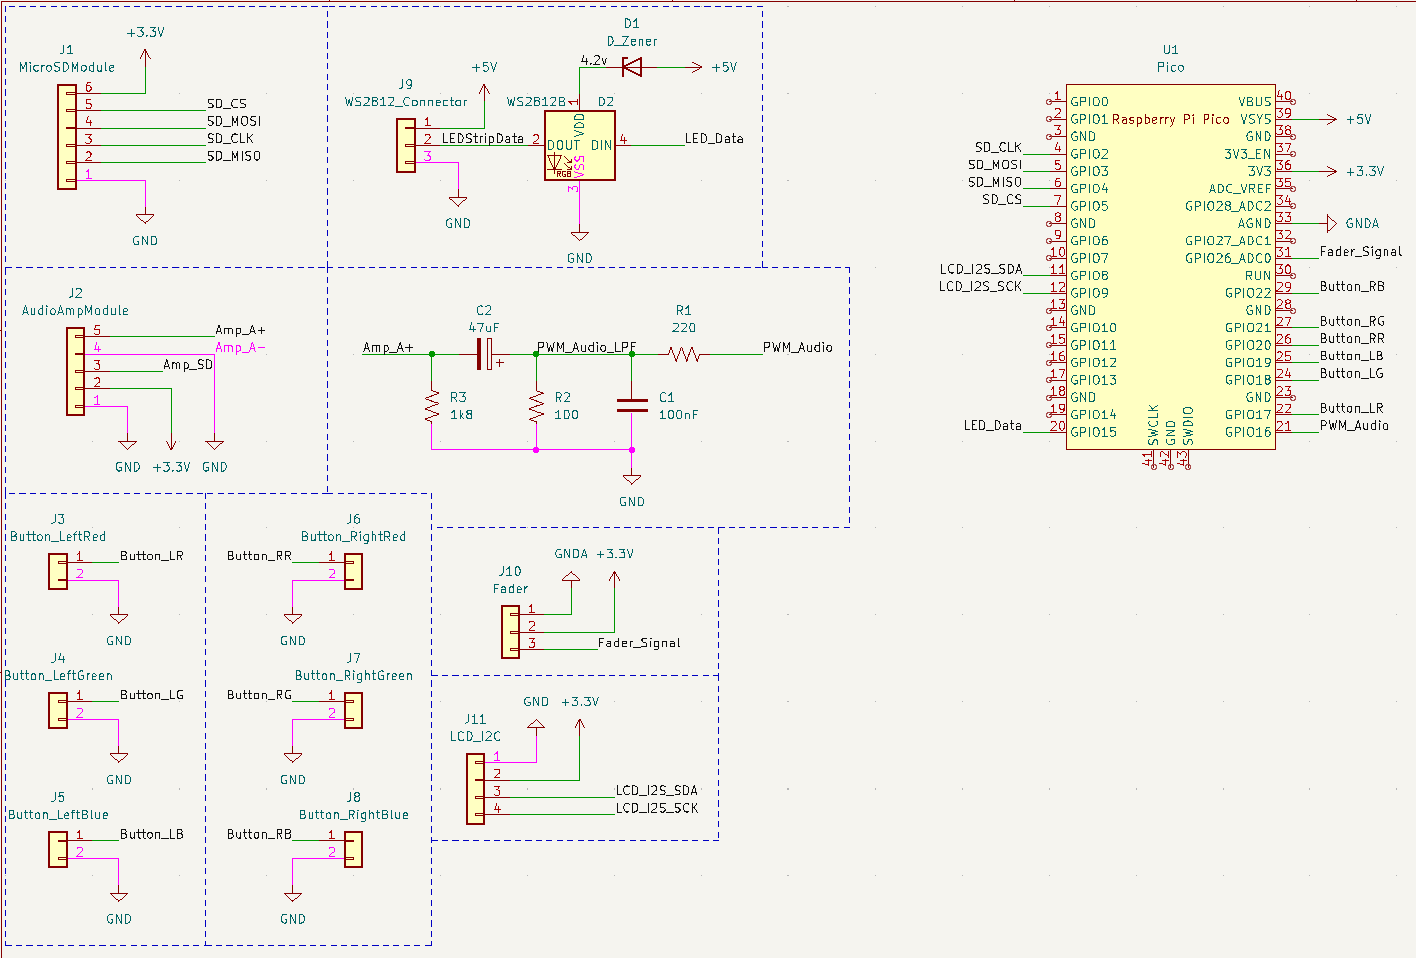 J1
MicroSDModule
+3.3V
6
5
SD_CS
4
SD_MOSI
3
SD_CLK
2
SD_MISO
1
GND
J9
WS2812_Connector
+5V
1
2
LEDStripData
3
GND
D1
D_Zener
4.2v
+5V
WS2812B
D2
1
VDD
2
DOUT
DIN
4
LED_Data
RGB
VSS
3
GND
J2
AudioAmpModule
5
Amp_A+
4
Amp_A-
3
Amp_SD
2
1
GND
+3.3V
GND
Amp_A+
C2
47uF
+
PWM_Audio_LPF
R1
220
PWM_Audio
R3
1k8
R2
100
C1
100nF
GND
J3
Button_LeftRed
1
Button_LR
2
GND
J4
Button_LeftGreen
1
Button_LG
2
GND
J5
Button_LeftBlue
1
Button_LB
2
GND
J6
Button_RightRed
Button_RR
1
2
GND
J7
Button_RightGreen
Button_RG
1
2
GND
J8
Button_RightBlue
Button_RB
1
2
GND
GNDA
+3.3V
J10
Fader
1
2
3
Fader_Signal
GND
+3.3V
J11
LCD_I2C
1
2
3
LCD_I2S_SDA
4
LCD_I2S_SCK
U1
Pico
Raspberry Pi Pico
1 GPIO0
2 GPIO1
3 GND
SD_CLK 4 GPIO2
SD_MOSI 5 GPIO3
SD_MISO 6 GPIO4
SD_CS 7 GPIO5
8 GND
9 GPIO6
10 GPIO7
LCD_I2S_SDA 11 GPIO8
LCD_I2S_SCK 12 GPIO9
13 GND
14 GPIO10
15 GPIO11
16 GPIO12
17 GPIO13
18 GND
19 GPIO14
LED_Data 20 GPIO15
VBUS 40
VSYS 39 +5V
GND 38
3V3_EN 37
3V3 36 +3.3V
ADC_VREF 35
GPIO28_ADC2 34
AGND 33 GNDA
GPIO27_ADC1 32
GPIO26_ADC0 31 Fader_Signal
RUN 30
GPIO22 29 Button_RB
GND 28
GPIO21 27 Button_RG
GPIO20 26 Button_RR
GPIO19 25 Button_LB
GPIO18 24 Button_LG
GND 23
GPIO17 22 Button_LR
GPIO16 21 PWM_Audio
SWCLK 41
GND 42
SWDIO 43